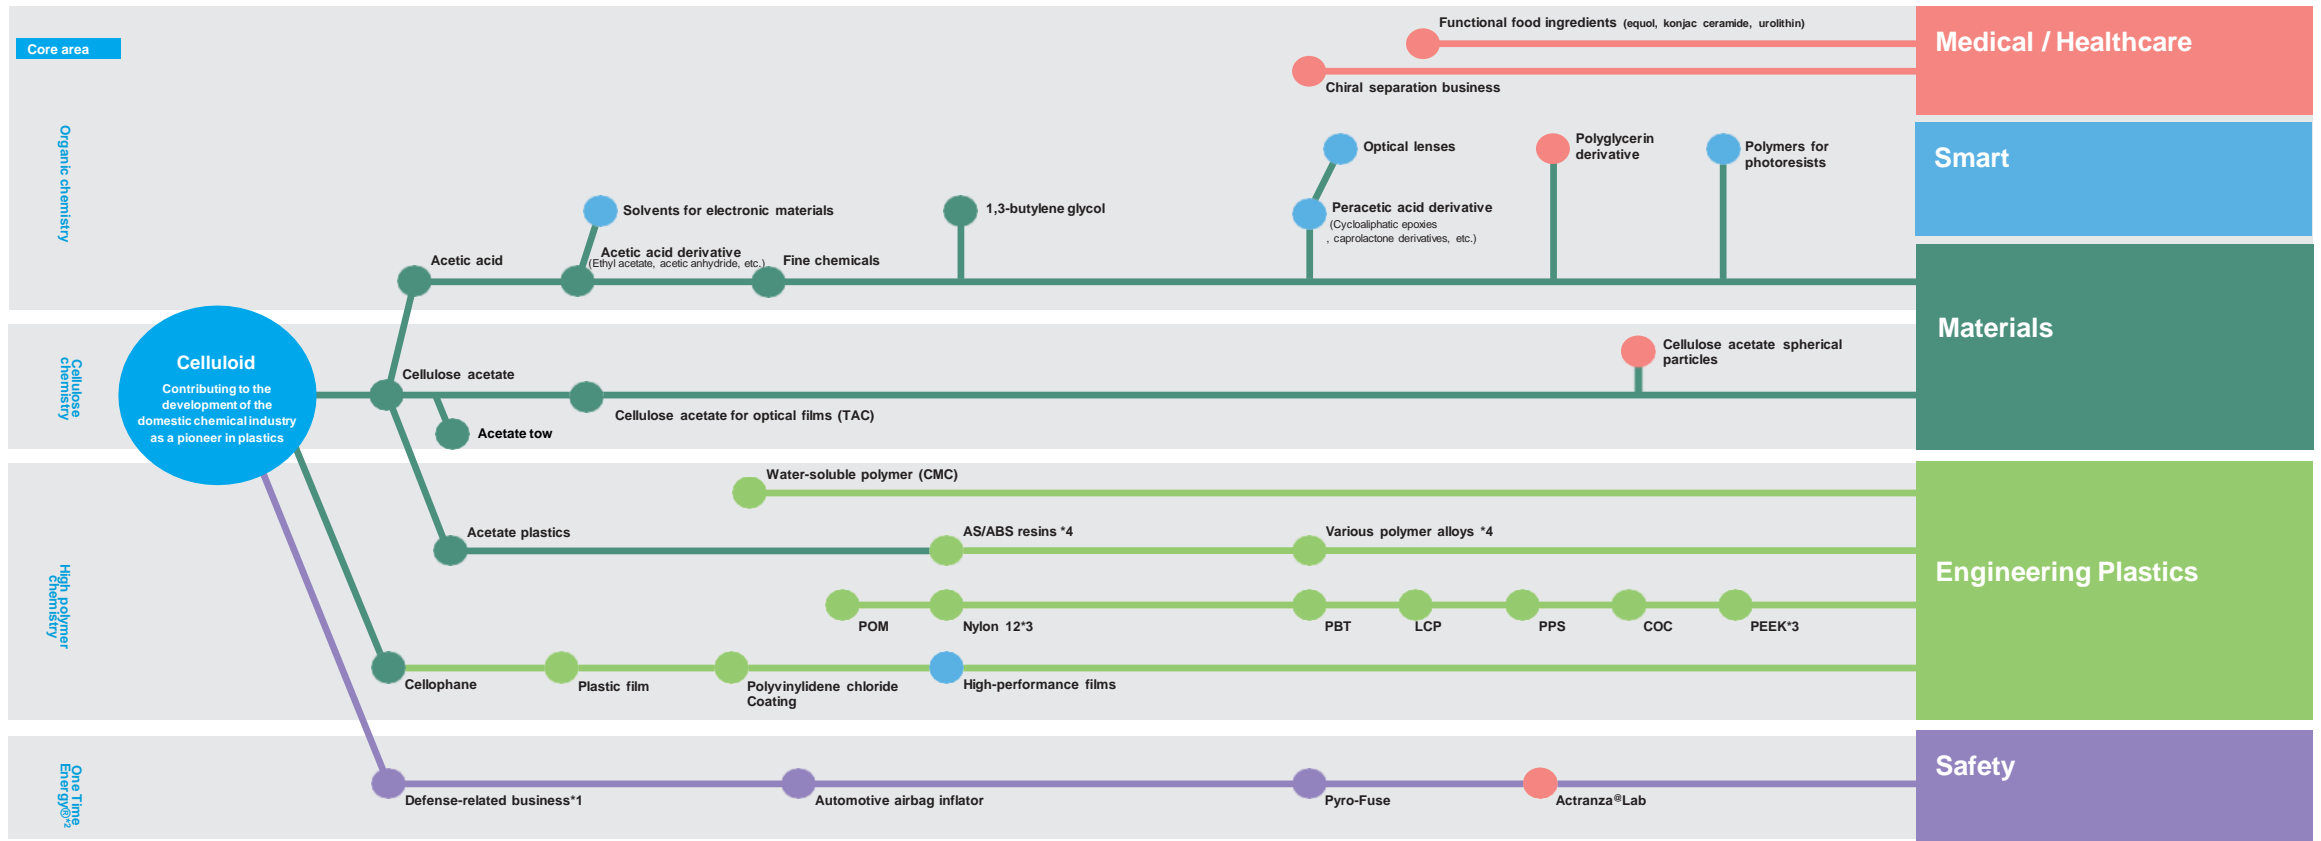 Core area
Organic chemistry
Functional food ingredients (equol, konjac ceramide, urolithin)
Chiral separation business
Optical lenses
Polyglycerin
derivative
Polymers for
photoresists
Solvents for electronic materials
1,3-butylene glycol
Peracetic acid derivative
(Cycloaliphatic epoxies
, caprolactone derivatives, etc.)
Acetic acid
Acetic acid derivative
(Ethyl acetate, acetic anhydride, etc.)
Fine chemicals
Medical / Healthcare
Smart
Materials
Cellulose
chemistry
Celluloid
Contributing to the
development of the
domestic chemical industry
as a pioneer in plastics
Cellulose acetate
Cellulose acetate for optical films (TAC)
Acetate tow
Cellulose acetate spherical
particles
High polymer
chemistry
Water-soluble polymer (CMC)
Acetate plastics
AS/ABS resins *4
Various polymer alloys *4
POM
Nylon 12*3
PBT
LCP
PPS
COC
PEEK*3
Cellophane
Plastic film
Polyvinylidene chloride
Coating
High-performance films
Engineering Plastics
One Time
Energy®*2
Defense-related business*1
Automotive airbag inflator
Pyro-Fuse
Actranza®Lab
Safety